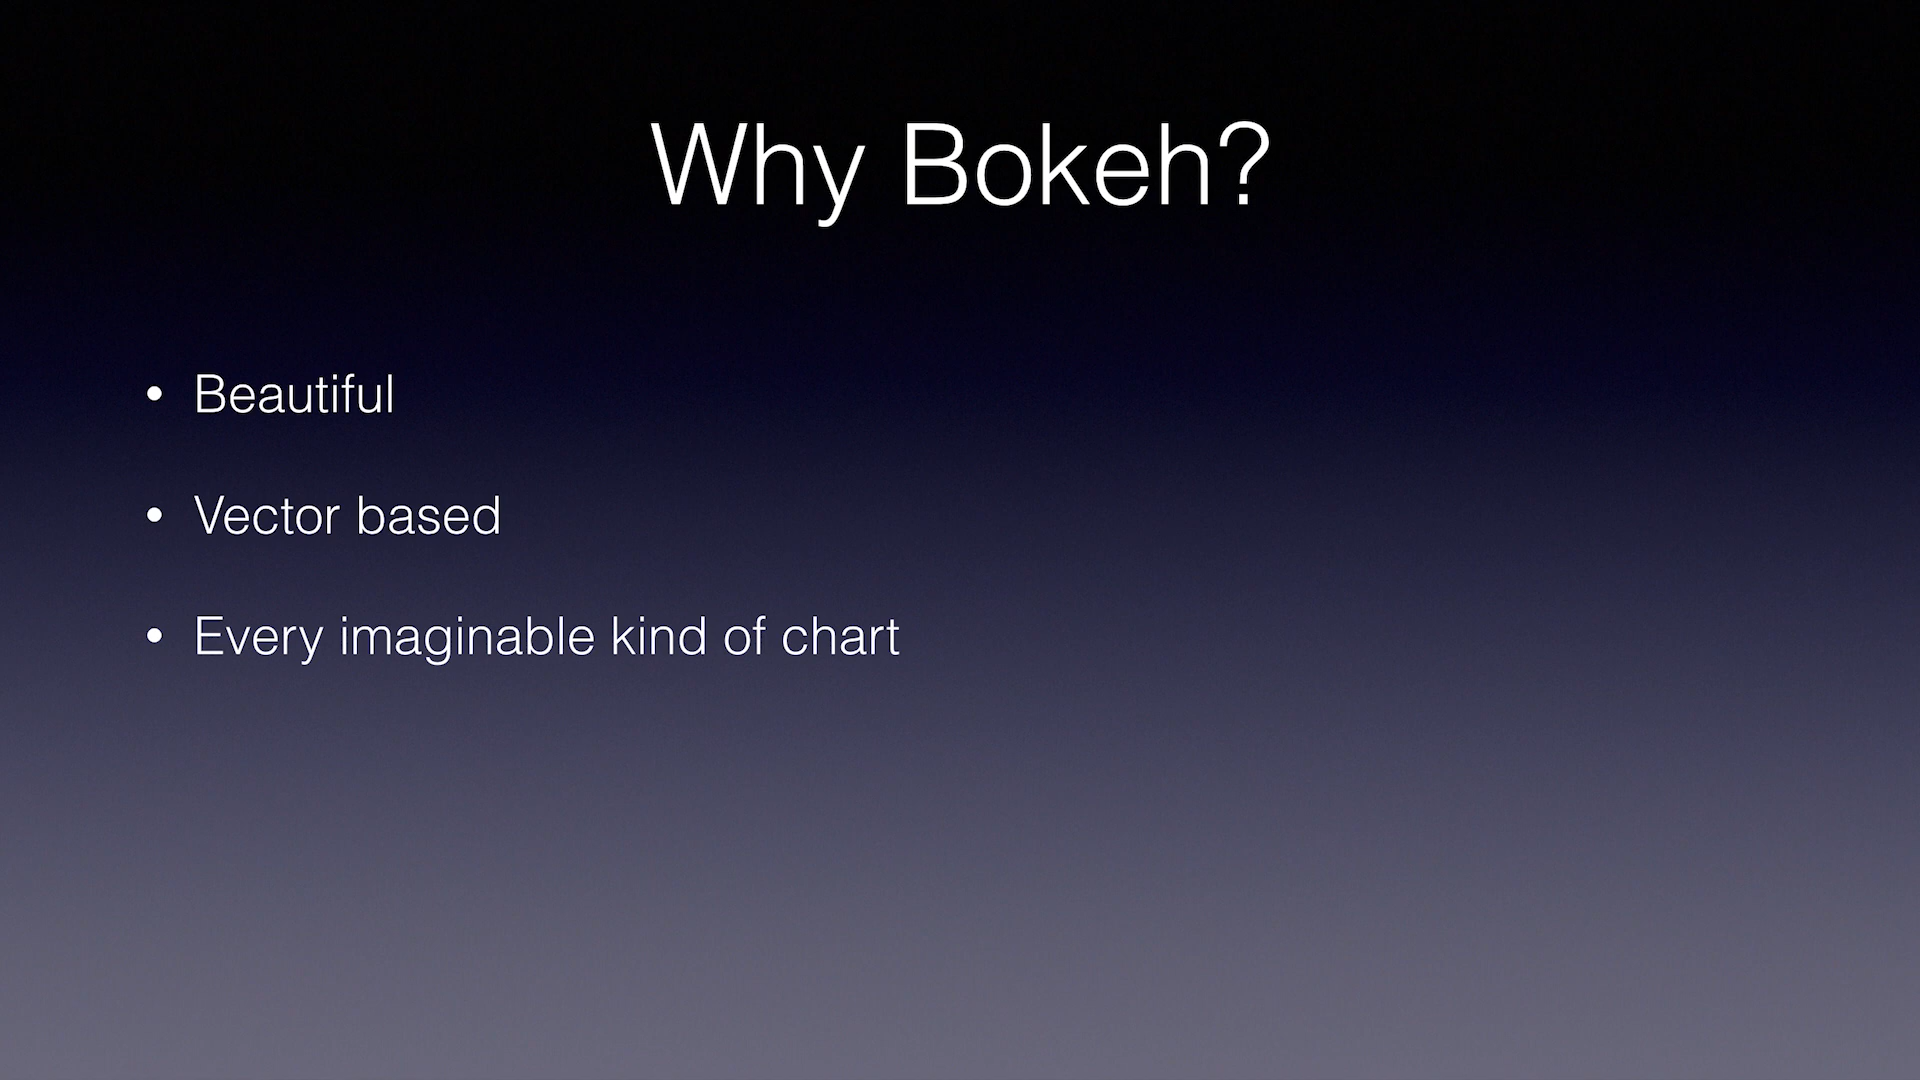 Why Bokeh?
• Beautiful
• Vector based
• Every imaginable kind of chart